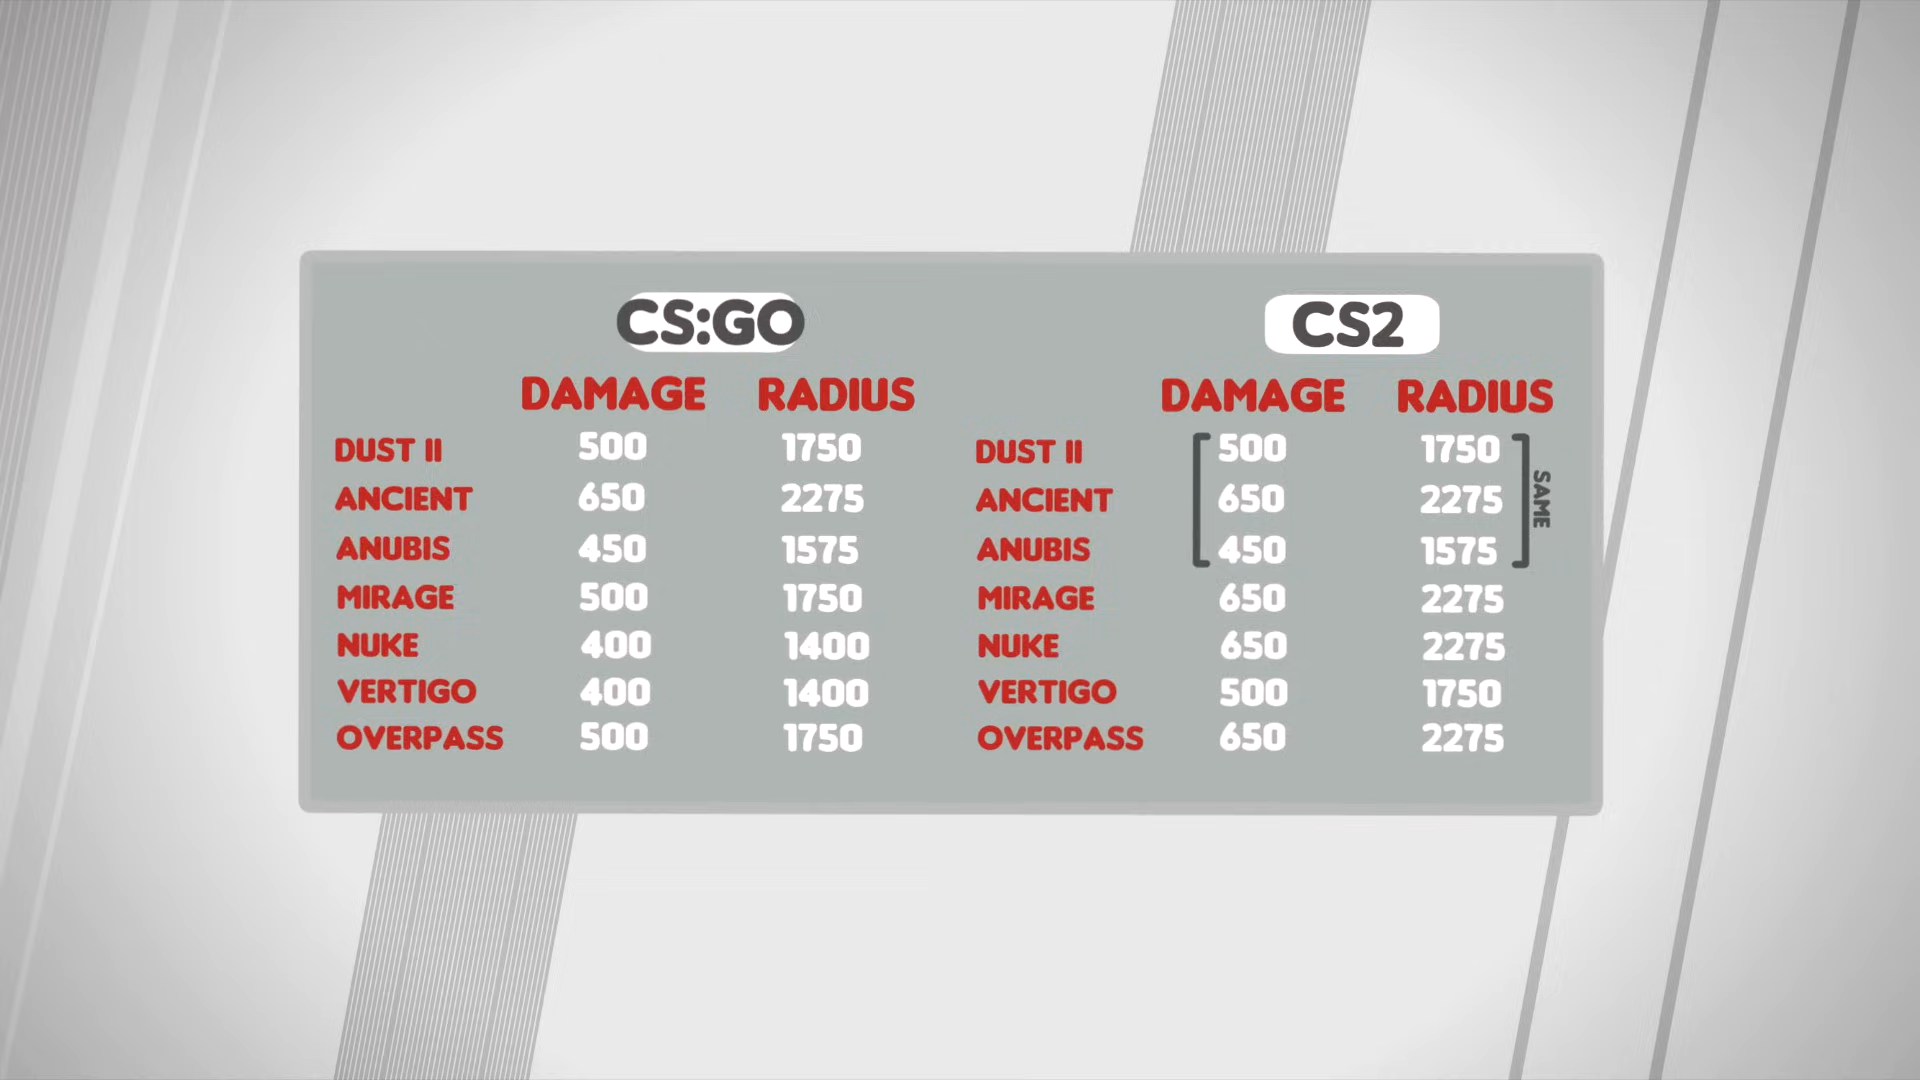 CS:GO CS2
DAMAGE RADIUS DAMAGE RADIUS
DUST II 500 1750 DUST II 500 1750
ANCIENT 650 2275 ANCIENT 650 2275
SAME
ANUBIS 450 1575 ANUBIS 450 1575
MIRAGE 500 1750 MIRAGE 650 2275
NUKE 400 1400 NUKE 650 2275
VERTIGO 400 1400 VERTIGO 500 1750
OVERPASS 500 1750 OVERPASS 650 2275